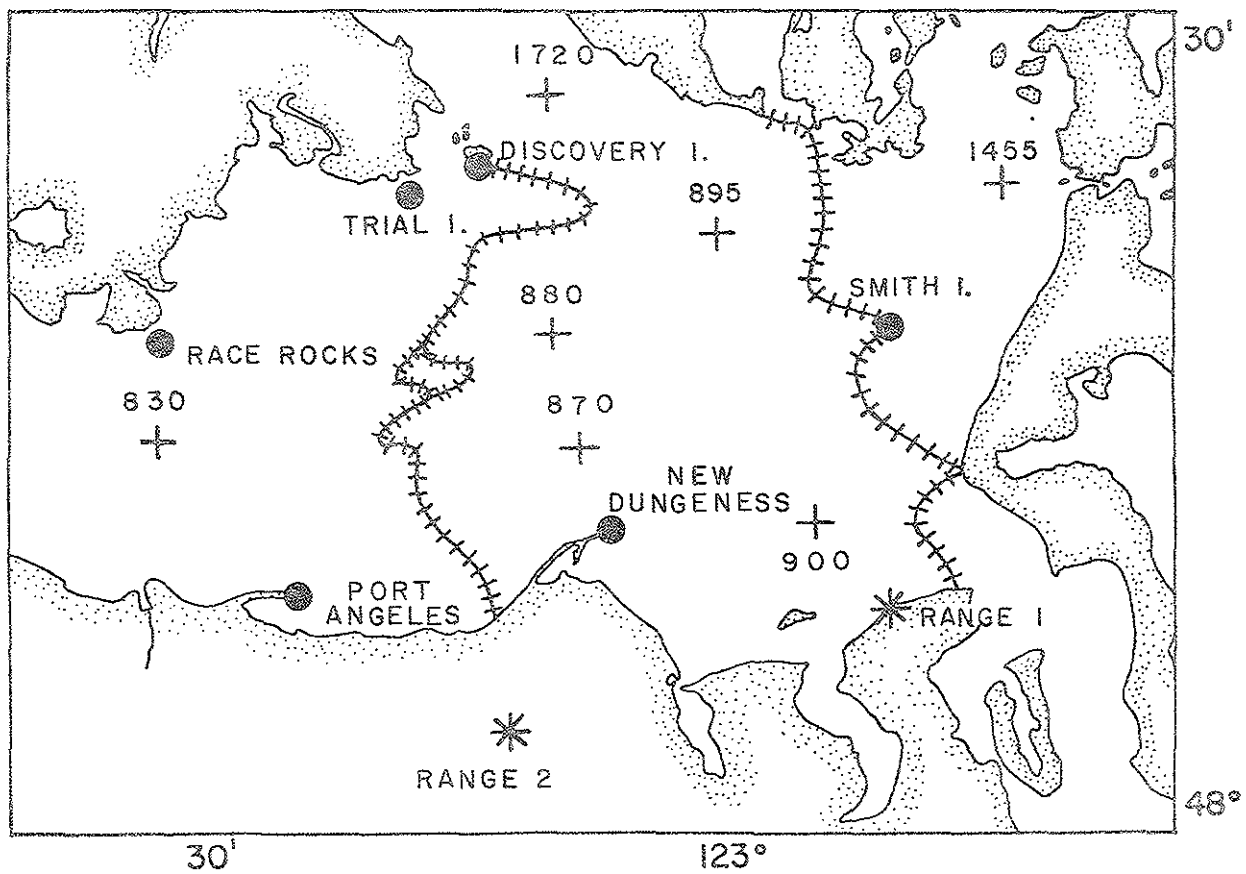 30'
1720
DISCOVERY I.
1455
895
TRIAL I.
SMITH I.
880
RACE ROCKS
830
870
NEW
DUNGENESS
900
PORT
ANGELES
RANGE 1
RANGE 2
48°
30'
123°